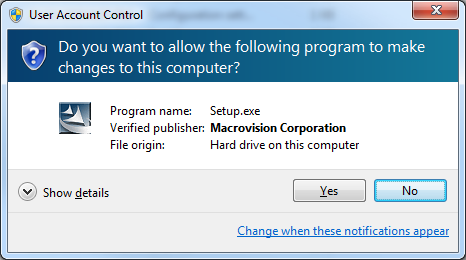 User Account Control
Do you want to allow the following program to make
changes to this computer?
Program name: Setup.exe
Verified publisher: Macrovision Corporation
File origin: Hard drive on this computer
Show details
Yes
No
Change when these notifications appear